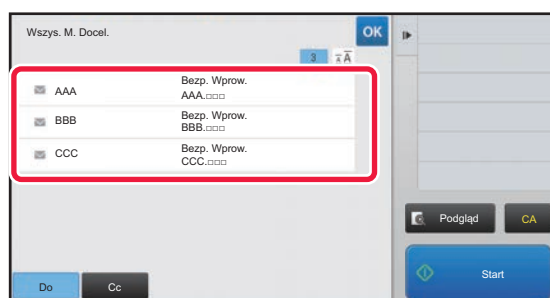 Wszys. M. Docel.
OK
3 A Ā
AAA
Bezp. Wprow.
AAA.□□□
BBB
Bezp. Wprow.
BBB.□□□
CCC
Bezp. Wprow.
CCC.□□□
Podgląd
CA
Do
Cc
Start